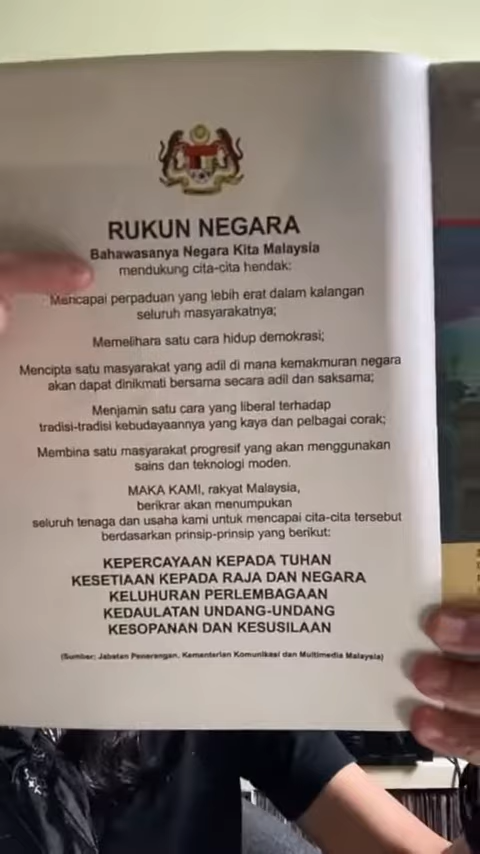 RUKUN NEGARA
Bahawasanya Negara Kita Malaysia
mendukung cita-cita hendak:
Mencapai perpaduan yang lebih erat dalam kalangan
seluruh masyarakatnya;
Memelihara satu cara hidup demokrasi;
Mencipta satu masyarakat yang adil di mana kemakmuran negara
akan dapat dinikmati bersama secara adil dan saksama;
Menjamin satu cara yang liberal terhadap
tradisi-tradisi kebudayaannya yang kaya dan pelbagai corak;
Membina satu masyarakat progresif yang akan menggunakan
sains dan teknologi moden.
MAKA KAMI, rakyat Malaysia,
berikrar akan menumpukan
seluruh tenaga dan usaha kami untuk mencapai cita-cita tersebut
berdasarkan prinsip-prinsip yang berikut:
KEPERCAYAAN KEPADA TUHAN
KESETIAAN KEPADA RAJA DAN NEGARA
KELUHURAN PERLEMBAGAAN
KEDAULATAN UNDANG-UNDANG
KESOPANAN DAN KESUSILAAN
(Sumber: Jabatan Penerangan, Kementerian Komunikasi dan Multimedia Malaysia)